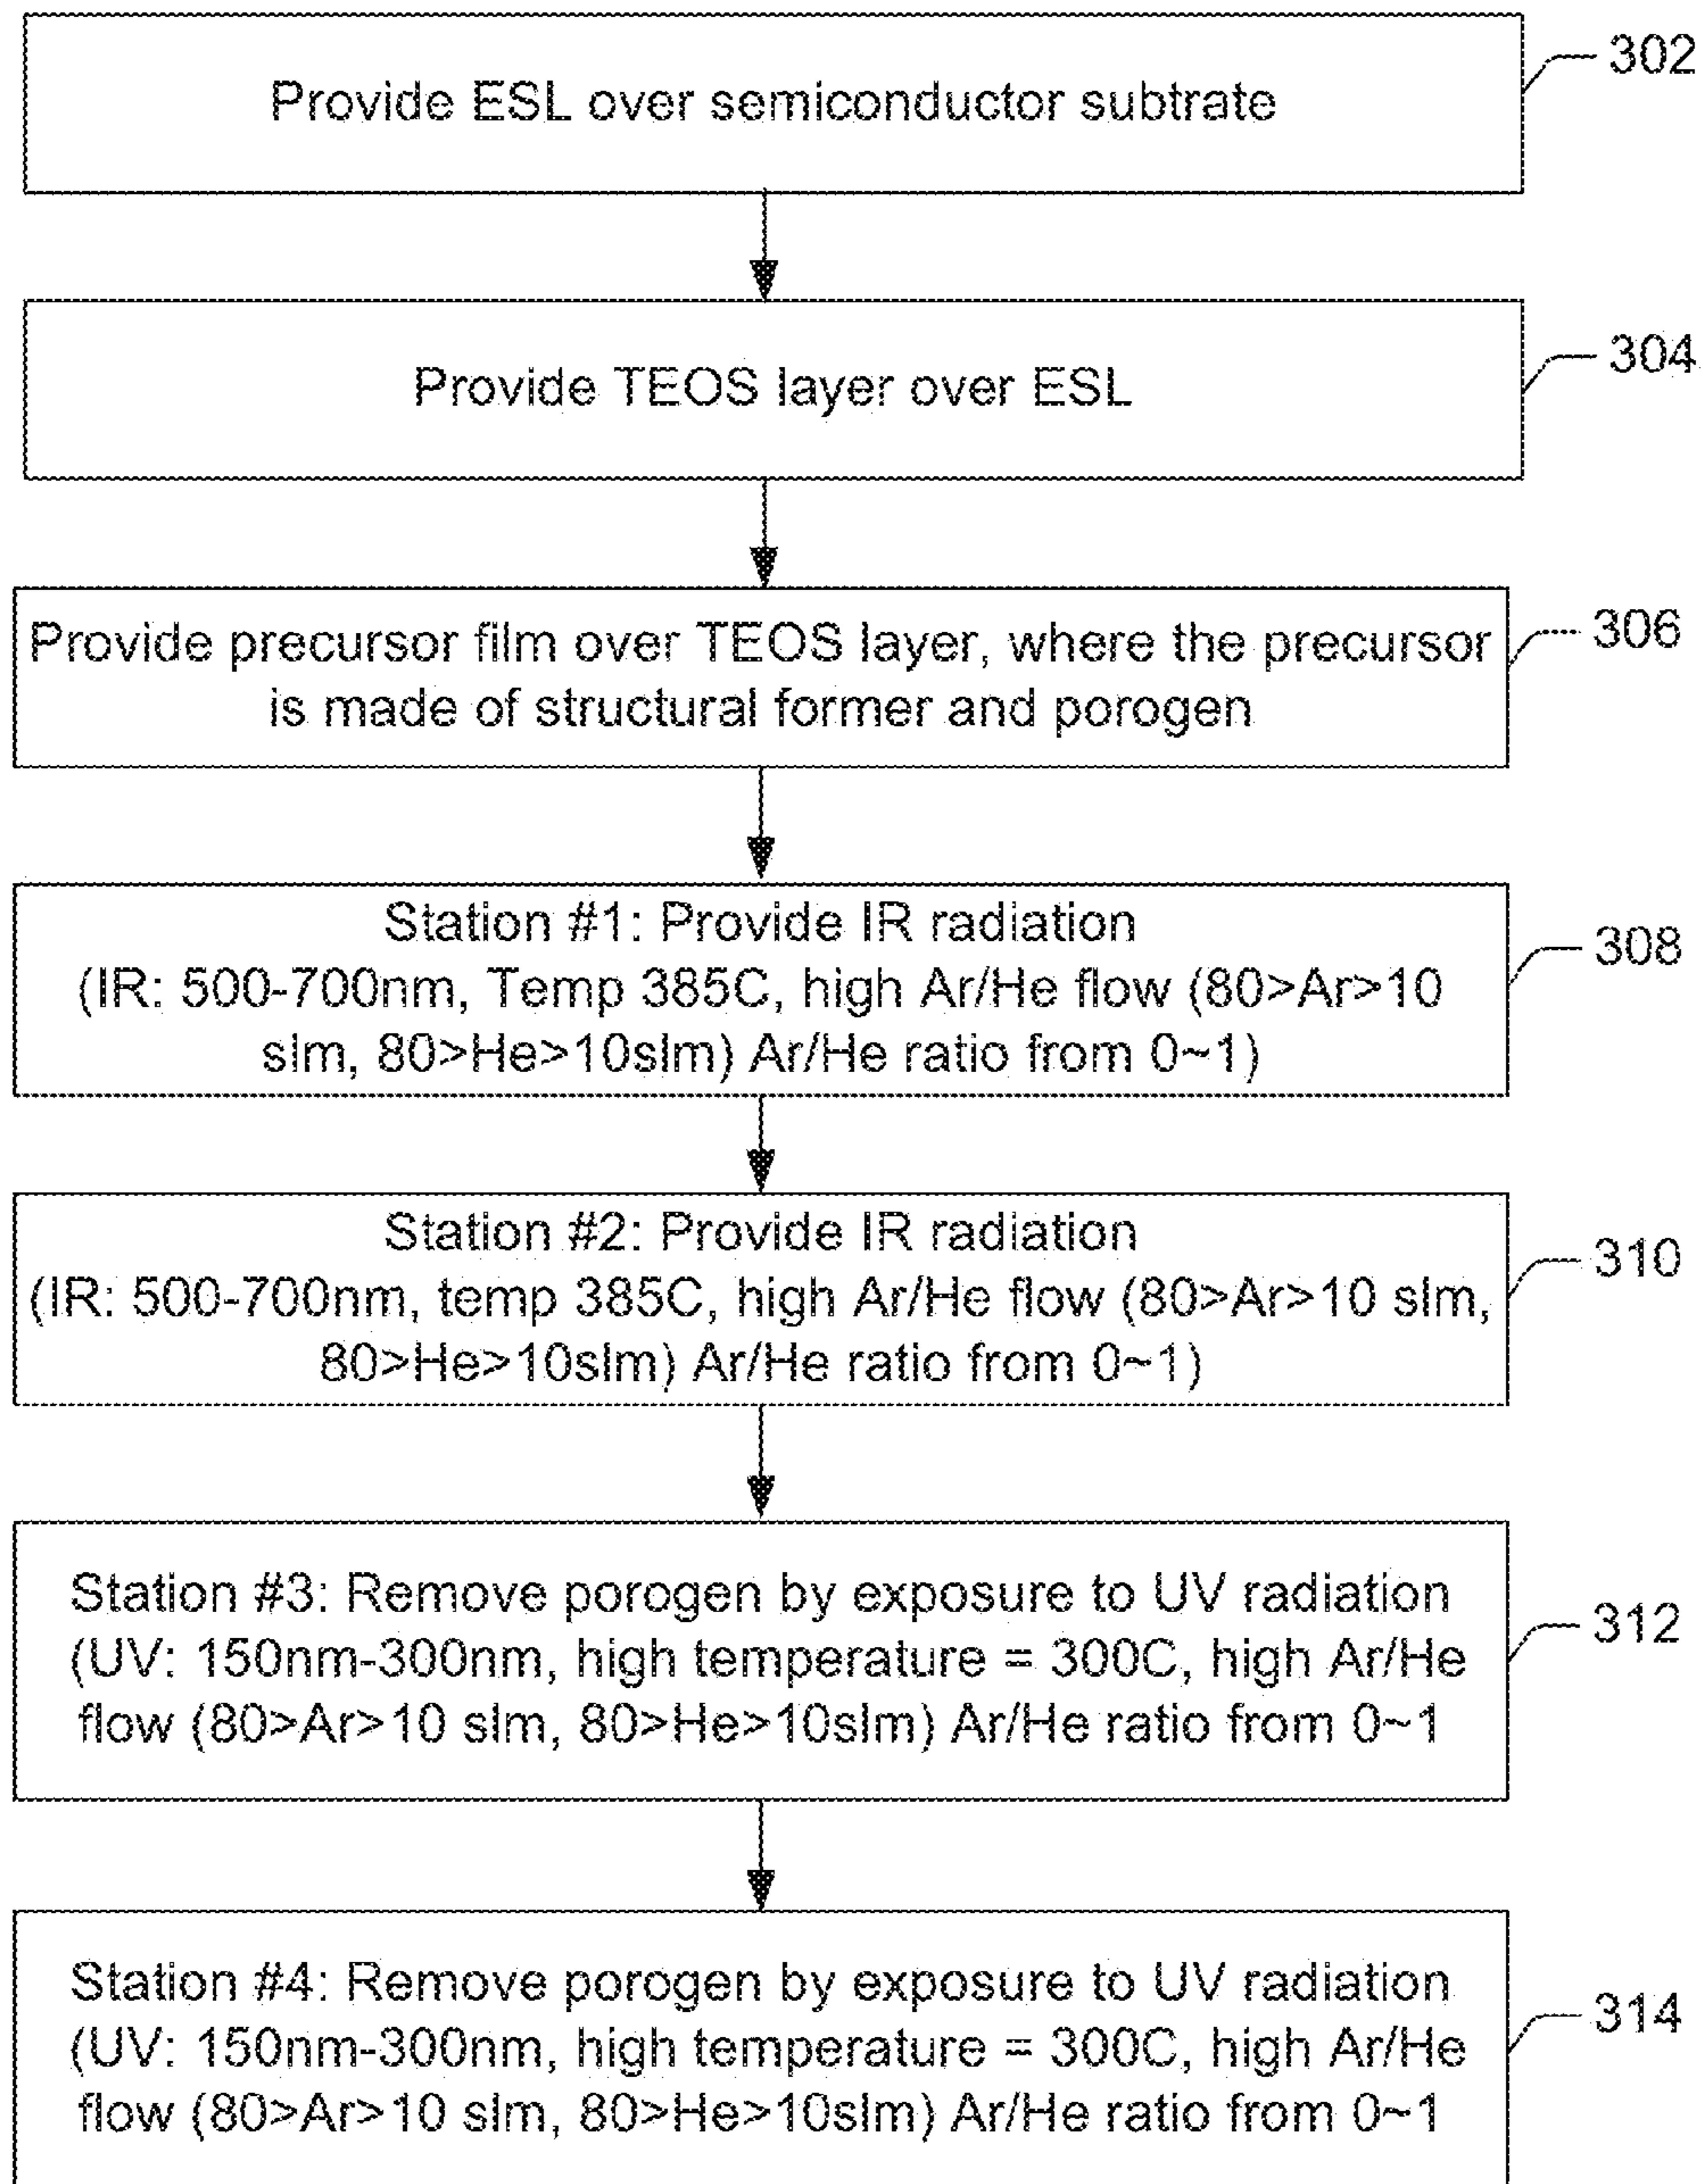 Provide ESL over semiconductor subtrate
302
Provide TEOS layer over ESL
304
Provide precursor film over TEOS layer, where the precursor
is made of structural former and porogen
306
Station #1: Provide IR radiation
(IR: 500-700nm, Temp 385C, high Ar/He flow (80>Ar>10
slm, 80>He>10slm) Ar/He ratio from 0~1)
308
Station #2: Provide IR radiation
(IR: 500-700nm, temp 385C, high Ar/He flow (80>Ar>10 slm,
80>He>10slm) Ar/He ratio from 0~1)
310
Station #3: Remove porogen by exposure to UV radiation
(UV: 150nm-300nm, high temperature = 300C, high Ar/He
flow (80>Ar>10 slm, 80>He>10slm) Ar/He ratio from 0~1
312
Station #4: Remove porogen by exposure to UV radiation
(UV: 150nm-300nm, high temperature = 300C, high Ar/He
flow (80>Ar>10 slm, 80>He>10slm) Ar/He ratio from 0~1
314